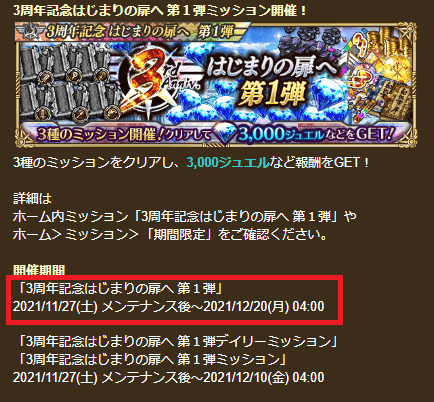 3周年記念はじまりの扉へ 第１弾ミッション開催！
3周年記念はじまりの扉へ 第1弾
3rd Anniv.
はじまりの扉へ
第1弾
3種のミッション開催！クリアして
3,000ジュエルなどをGET！
3種のミッションをクリアし、3,000ジュエルなど報酬をGET！
詳細は
ホーム内ミッション「3周年記念はじまりの扉へ 第１弾」や
ホーム＞ミッション＞「期間限定」をご確認ください。
開催期間
「3周年記念はじまりの扉へ 第１弾」
2021/11/27(土) メンテナンス後～2021/12/20(月) 04:00
「3周年記念はじまりの扉へ 第１弾デイリーミッション」
「3周年記念はじまりの扉へ 第１弾ミッション」
2021/11/27(土) メンテナンス後～2021/12/10(金) 04:00